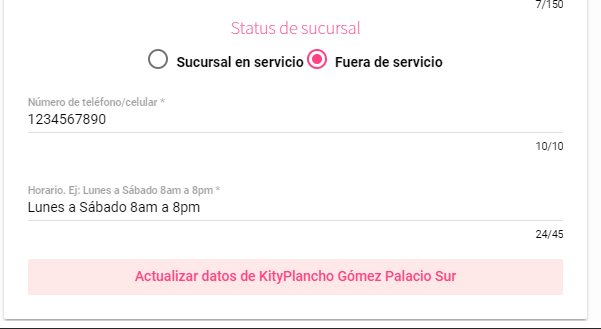 7/150
Status de sucursal
Sucursal en servicio Fuera de servicio
Número de teléfono/celular *
1234567890
10/10
Horario. Ej: Lunes a Sábado 8am a 8pm *
Lunes a Sábado 8am a 8pm
24/45
Actualizar datos de KityPlancho Gómez Palacio Sur